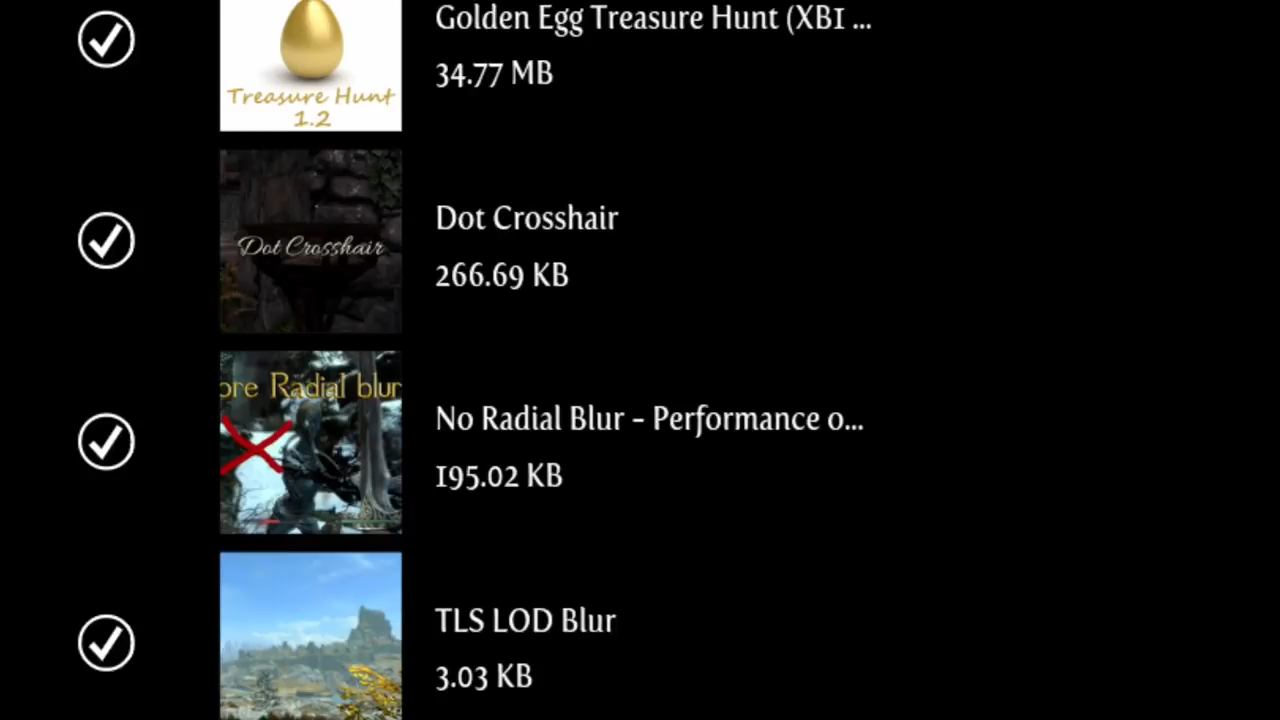 Golden Egg Treasure Hunt (XB1 ...
34.77 MB
Treasure Hunt
1.2
Dot Crosshair
266.69 KB
Dot Crosshair
No Radial Blur - Performance o...
195.02 KB
ore Radial blur
TLS LOD Blur
3.03 KB